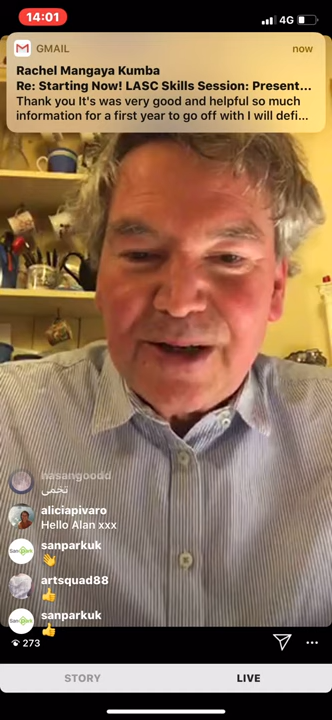 14:01
4G
GMAIL
now
Rachel Mangaya Kumba
Re: Starting Now! LASC Skills Session: Present...
Thank you It's was very good and helpful so much
information for a first year to go off with I will defi...
hasangoodd
تخمی
aliciapivaro
Hello Alan xxx
sanparkuk
👋
artsquad88
👍
sanparkuk
👍
273
STORY
LIVE